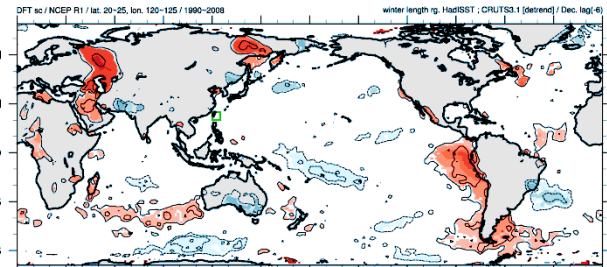 DFT sc / NCEP R1 / lat. 20-25, lon. 120-125 / 1990-2008
winter length rg. HadISST ; CRUTS3.1 [detrend] / Dec. lag(-6)